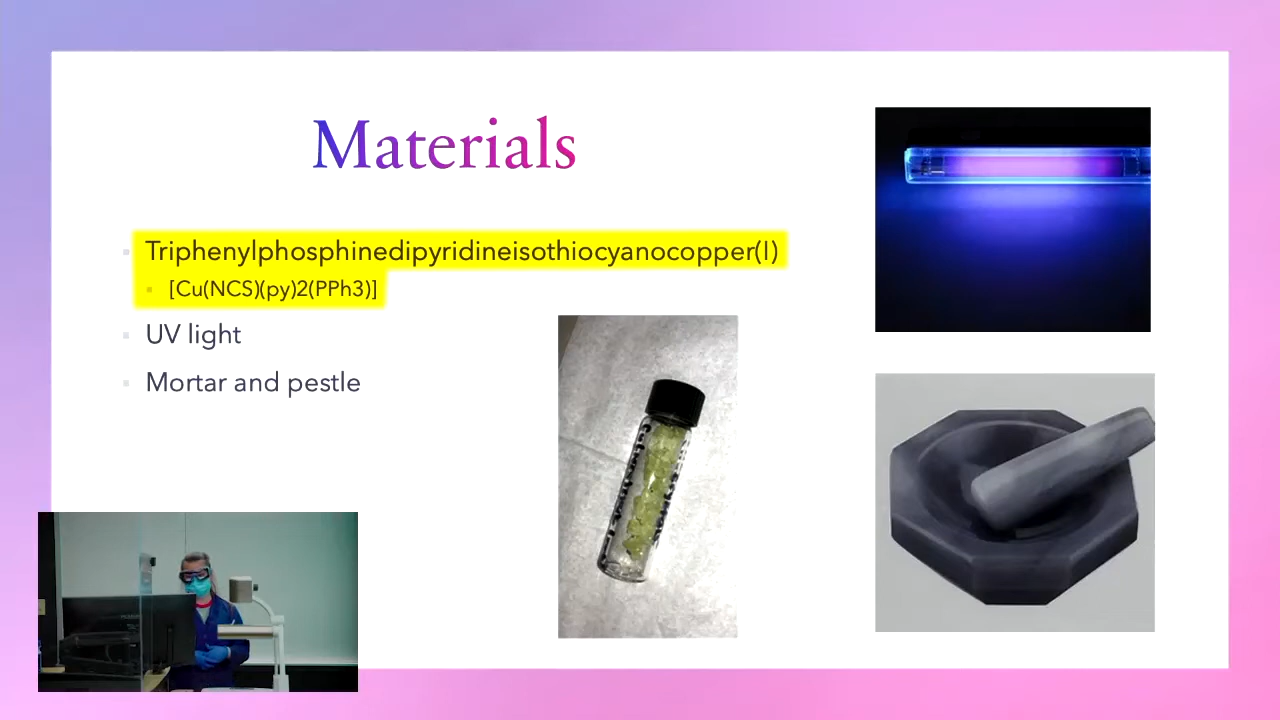 Materials
Triphenylphosphinedipyridineisothiocyanocopper(I)
[Cu(NCS)(py)2(PPh3)]
UV light
Mortar and pestle